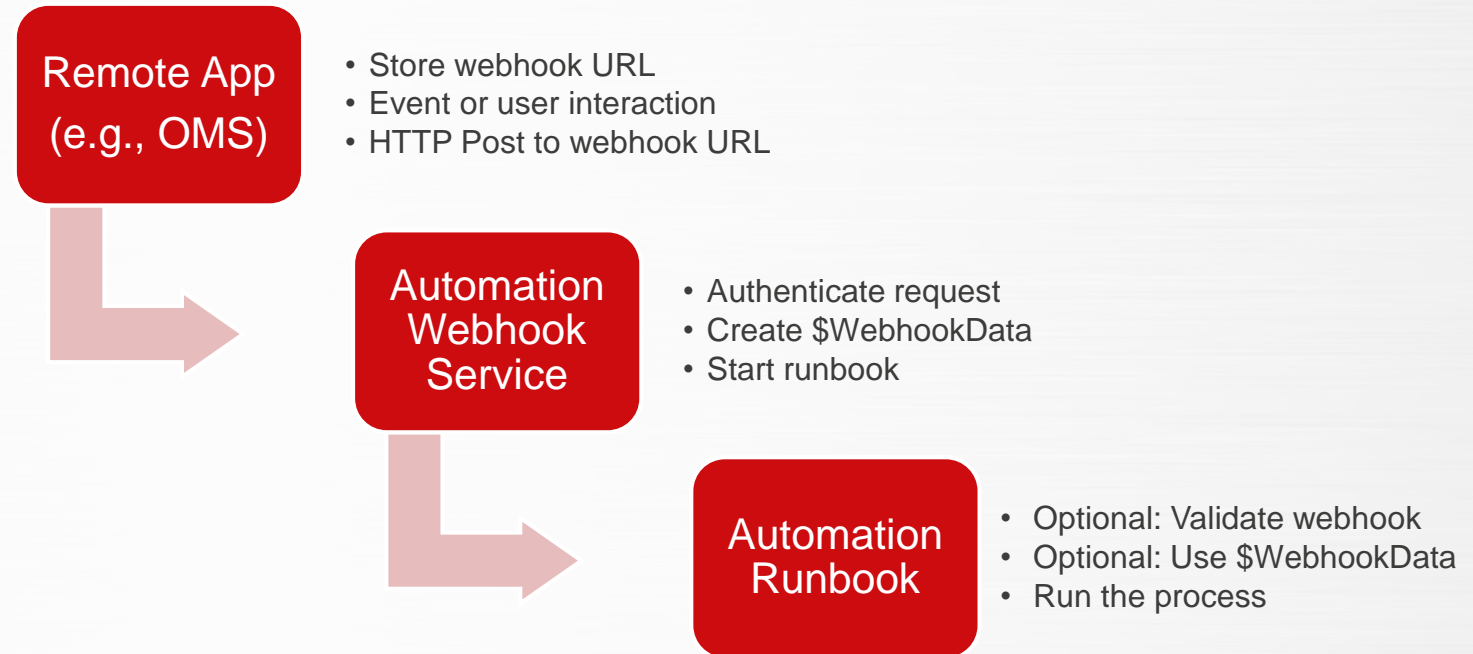 Remote App
(e.g., OMS)
• Store webhook URL
• Event or user interaction
• HTTP Post to webhook URL
Automation
Webhook
Service
• Authenticate request
• Create $WebhookData
• Start runbook
Automation
Runbook
• Optional: Validate webhook
• Optional: Use $WebhookData
• Run the process